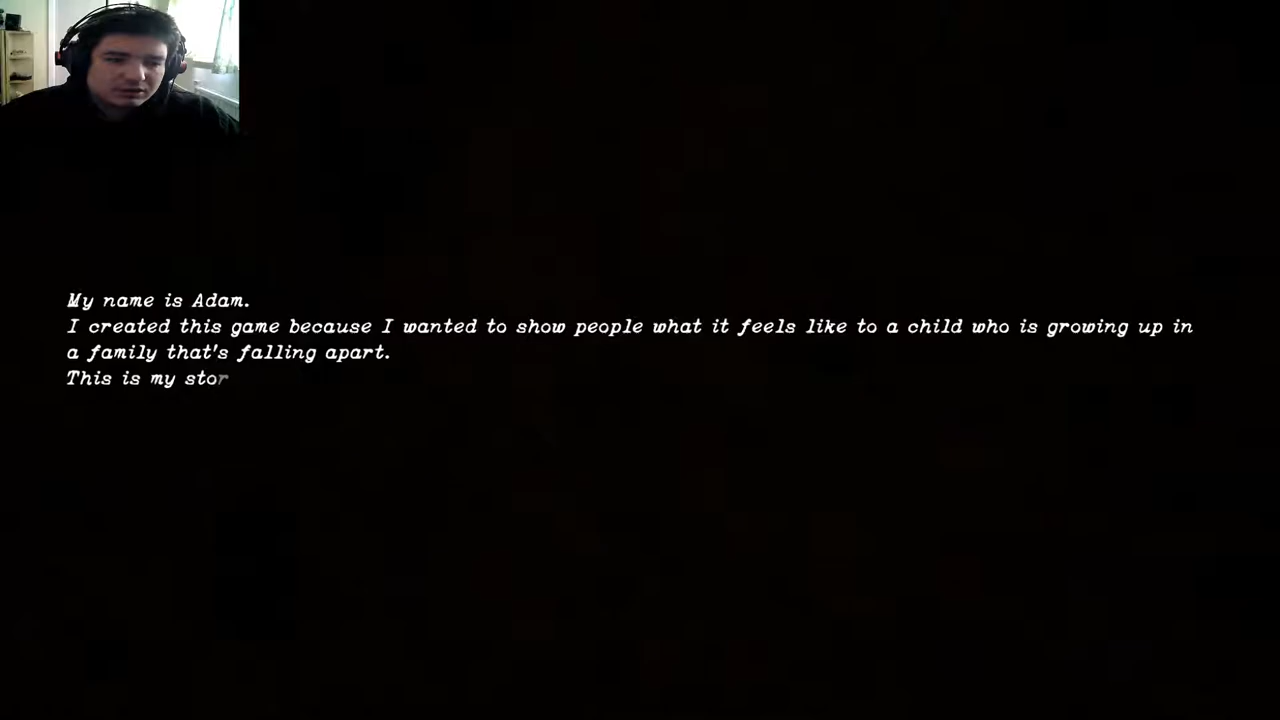 My name is Adam.
I created this game because I wanted to show people what it feels like to a child who is growing up in
a family that's falling apart.
This is my stor